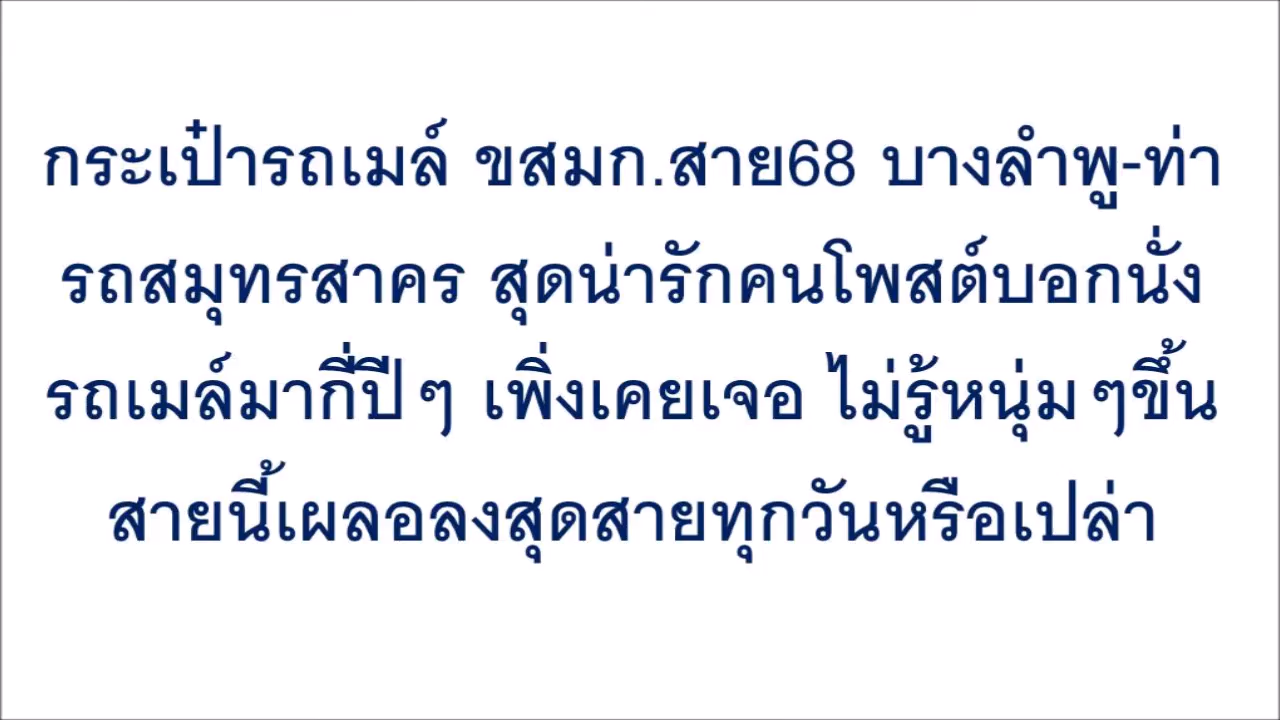 กระเป๋ารถเมล์ ขสมก.สาย68 บางลำพู-ท่า
รถสมุทรสาคร สุดน่ารักคนโพสต์บอกนั่ง
รถเมล์มากี่ปี ๆ เพิ่งเคยเจอ ไม่รู้หนุ่ม ๆขึ้น
สายนี้เผลอลงสุดสายทุกวันหรือเปล่า